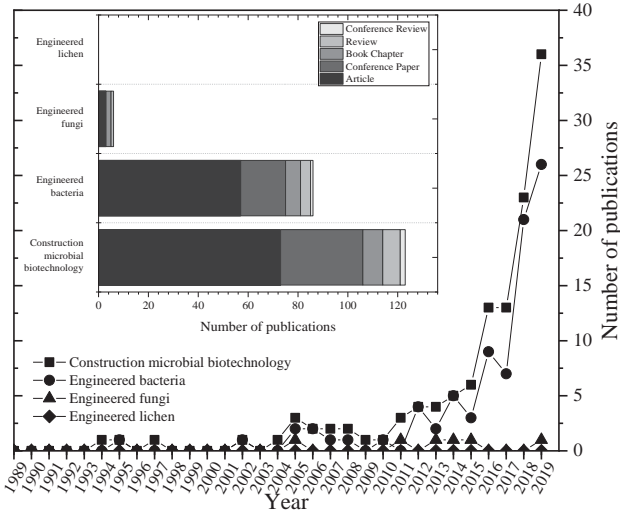 Engineered
lichen
Engineered
fungi
Engineered
bacteria
Construction
microbial
biotechnology
Conference Review
Review
Book Chapter
Conference Paper
Article
0 20 40 60 80 100 120
Number of publications
Construction microbial biotechnology
Engineered bacteria
Engineered fungi
Engineered lichen
40
35
30
25
20
15
10
5
0
Number of publications
1989 1990 1991 1992 1993 1994 1995 1996 1997 1998 1999 2000 2001 2002 2003 2004 2005 2006 2007 2008 2009 2010 2011 2012 2013 2014 2015 2016 2017 2018 2019
Year